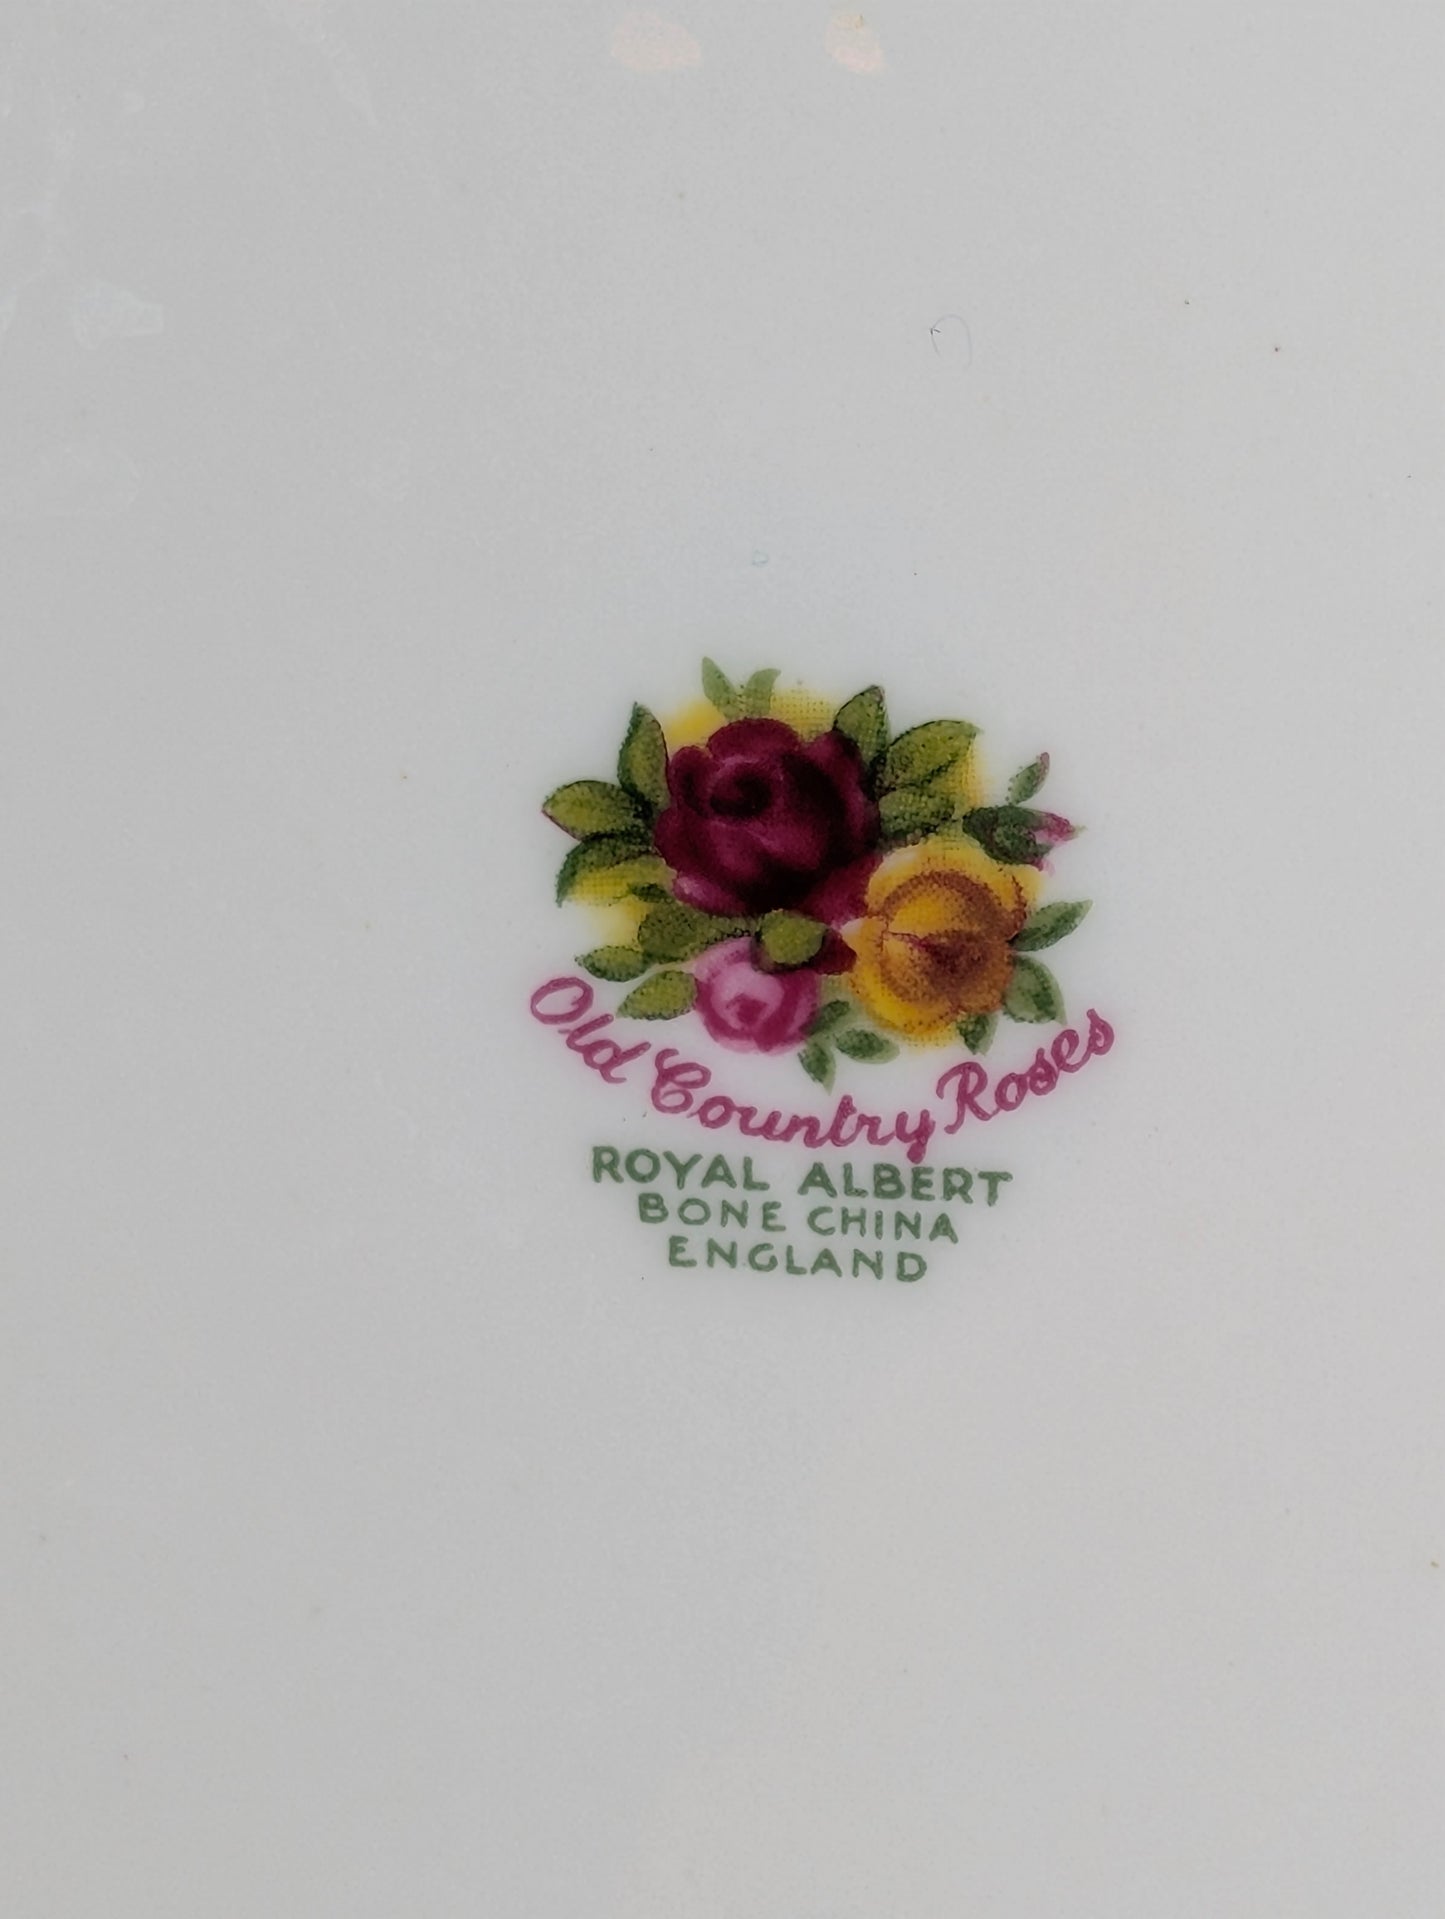 Old Country Roses
ROYAL ALBERT
BONE CHINA
ENGLAND